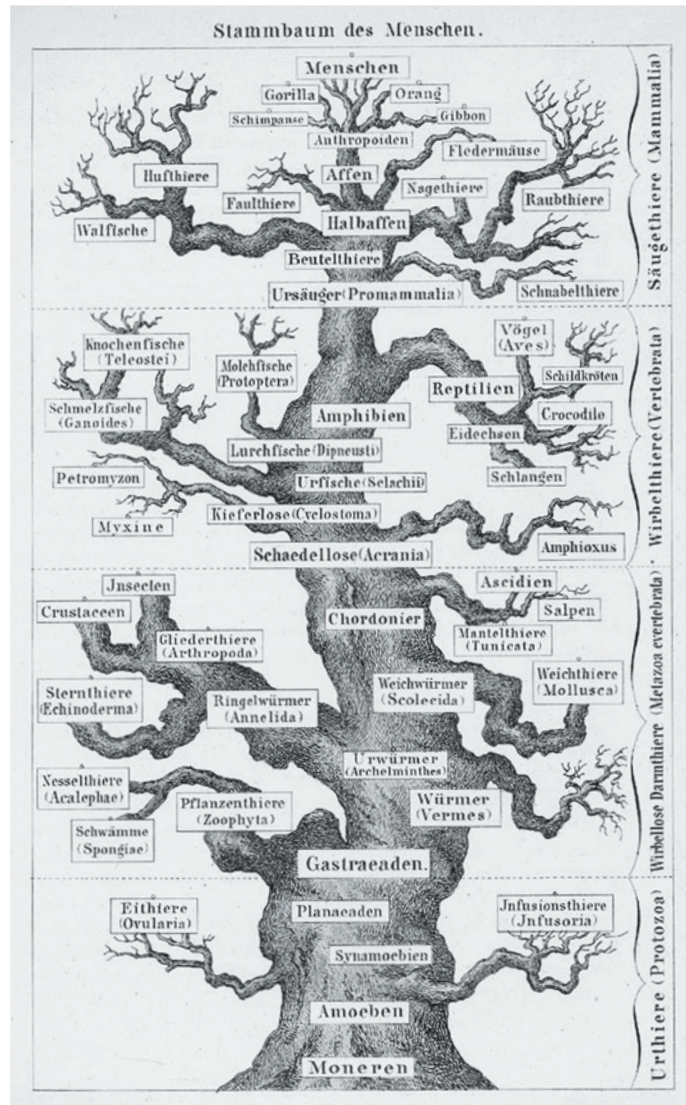 Stammbaum des Menschen.
Menschen
Gorilla
Orang
Schimpanse
Gibbon
Anthropoiden
Fledermäuse
Hufthiere
Affen
Nagethiere
Faulthiere
Raubthiere
Walfische
Halbaffen
Beutelthiere
Ursäuger (Promammalia)
Schnabelthiere
Säugethiere (Mammalia)
Vögel
(Aves)
Knochenfische
(Teleostei)
Molchfische
(Protoptera)
Schildkröten
Reptilien
Schmelzfische
(Ganoides)
Amphibien
Crocodile
Eidechsen
Lurchfische (Dipneusti)
Petromyzon
Schlangen
Urfische (Selachii)
Kieferlose (Cyclostoma)
Myxine
Amphioxus
Schaedellose (Acrania)
Wirbelthiere (Vertebrata)
Jnsecten
Ascidien
Crustaceen
Salpen
Chordonier
Gliederthiere
(Arthropoda)
Mantelthiere
(Tunicata)
Sternthiere
(Echinoderma)
Ringelwürmer
(Annelida)
Weichwürmer
(Scolecida)
Weichthiere
(Mollusca)
Urwürmer
(Archelminthes)
Nesselthiere
(Acalephae)
Pflanzenthiere
(Zoophyta)
Würmer
(Vermes)
Schwämme
(Spongiae)
Gastraeaden.
Wirbellose Darmthiere (Metazoa evertebrata)
Eithiere
(Ovularia)
Planaeaden
Jnfusionsthiere
(Jnfusoria)
Synamoebien
Amoeben
Moneren
Urthiere (Protozoa)